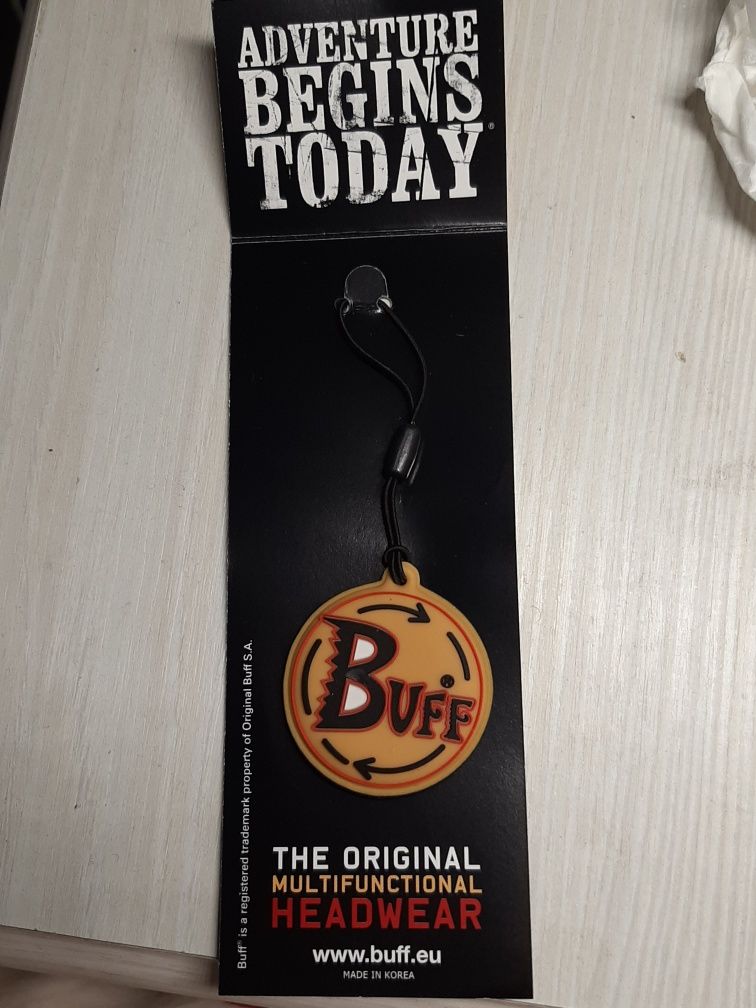 ADVENTURE
BEGINS
TODAY®
BUFF
THE ORIGINAL
MULTIFUNCTIONAL
HEADWEAR
www.buff.eu
MADE IN KOREA
Buff® is a registered trademark property of Original Buff S.A.